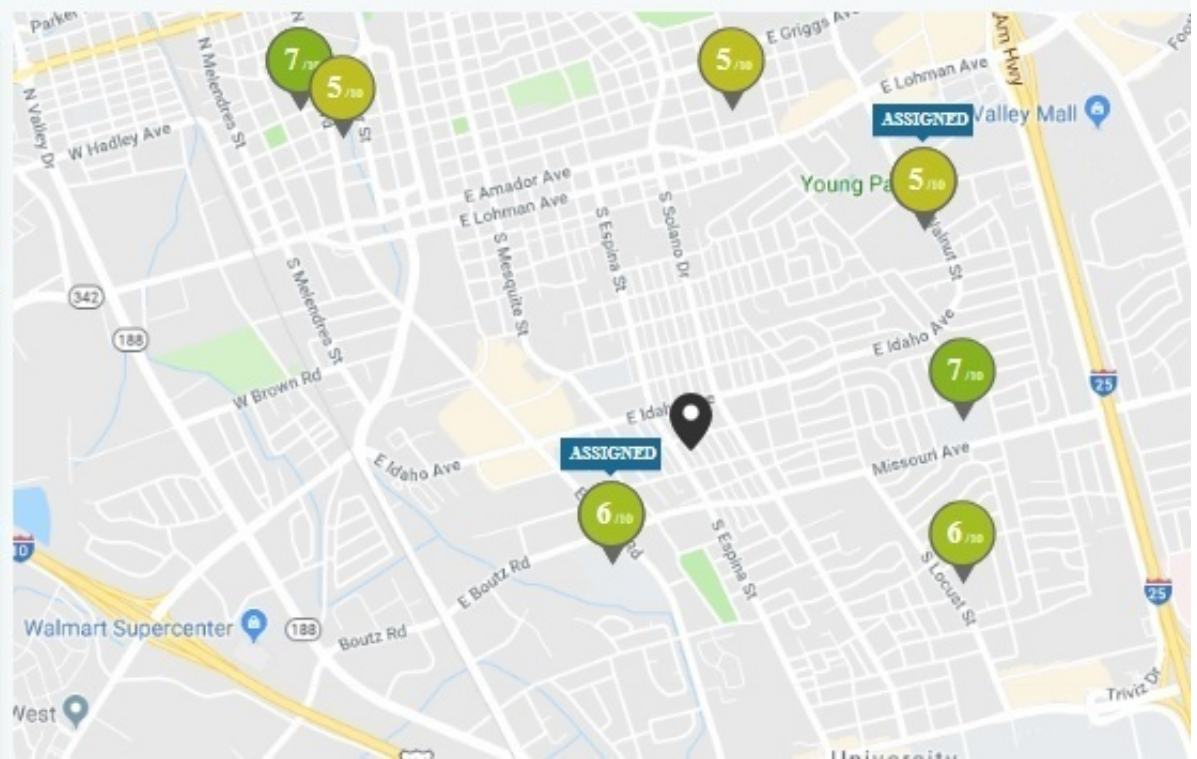 Parker
N Valley Dr
W Hadley Ave
N Melendres St
7/10
5/10
5/10
E Griggs Ave
E Lohman Ave
ASSIGNED
Valley Mall
Young Pa
5/10
Walnut St
E Amador Ave
E Lohman Ave
S Espina St
S Solano Dr
S Mesquite St
S Melendres St
342
188
W Brown Rd
E Idaho Ave
7/10
25
E Idaho Ave
ASSIGNED
6/10
Rd
Missouri Ave
6/10
S Locust St
S Espina St
E Boutz Rd
Boutz Rd
10
Walmart Supercenter
188
25
West
Triviz Dr
University